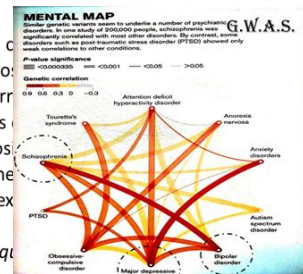 MENTAL MAP
G.W.A.S.
Similar genetic variants seem to underlie a number of psychiatric
disorders. In one study of 200,000 people, schizophrenia was
significantly correlated with most other disorders. By contrast, some
disorders such as post-traumatic stress disorder (PTSD) showed only
weak correlations to other conditions.
P-value significance
<0.0000335 <0.001 <0.05 >0.05
Genetic correlation
0.9 0.6 0.3 0 −0.3
Attention deficit
hyperactivity disorder
Tourette's
syndrome
Anorexia
nervosa
Schizophrenia
Anxiety
disorders
PTSD
Autism
spectrum
disorder
Obsessive-
compulsive
disorder
Major depressive
Bipolar
disorder